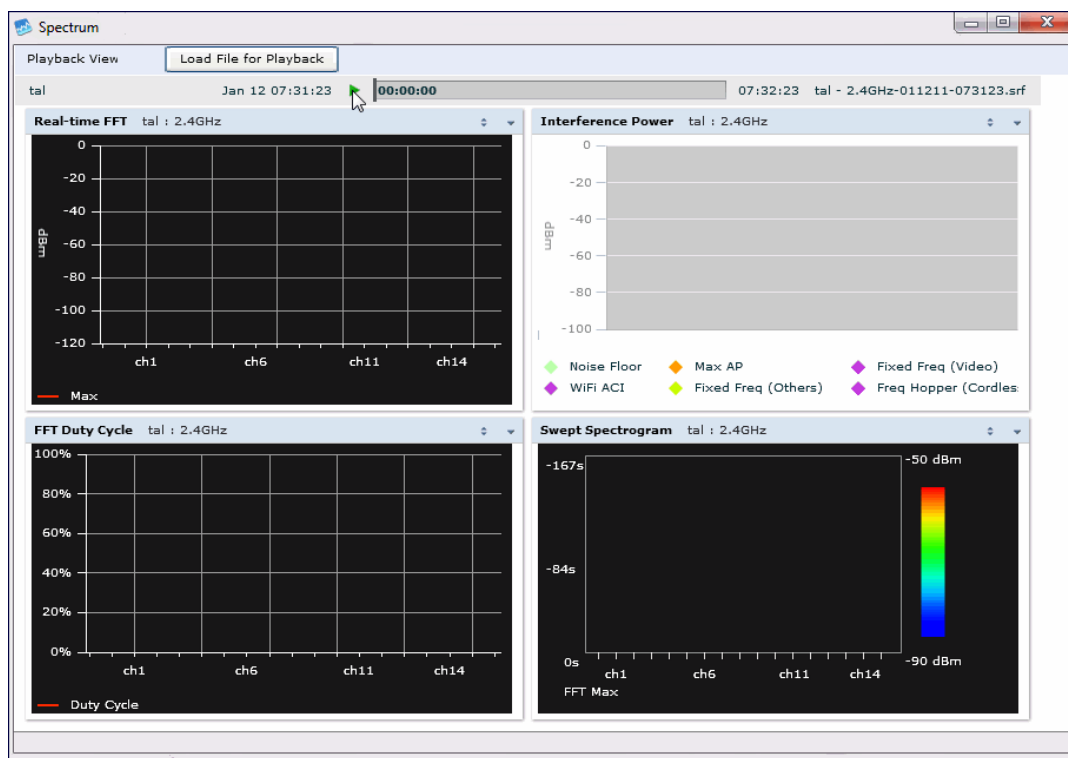 Spectrum
Playback View Load File for Playback
tal Jan 12 07:31:23 00:00:00 07:32:23 tal - 2.4GHz-011211-073123.srf
Real-time FFT tal : 2.4GHz
0
-20
-40
-60
-80
-100
-120
dBm
ch1 ch6 ch11 ch14
Max
Interference Power tal : 2.4GHz
0
-20
-40
-60
-80
-100
dBm
Noise Floor Max AP Fixed Freq (Video)
WiFi ACI Fixed Freq (Others) Freq Hopper (Cordles
FFT Duty Cycle tal : 2.4GHz
100%
80%
60%
40%
20%
0%
ch1 ch6 ch11 ch14
Duty Cycle
Swept Spectrogram tal : 2.4GHz
-167s -50 dBm
-84s
0s -90 dBm
ch1 ch6 ch11 ch14
FFT Max